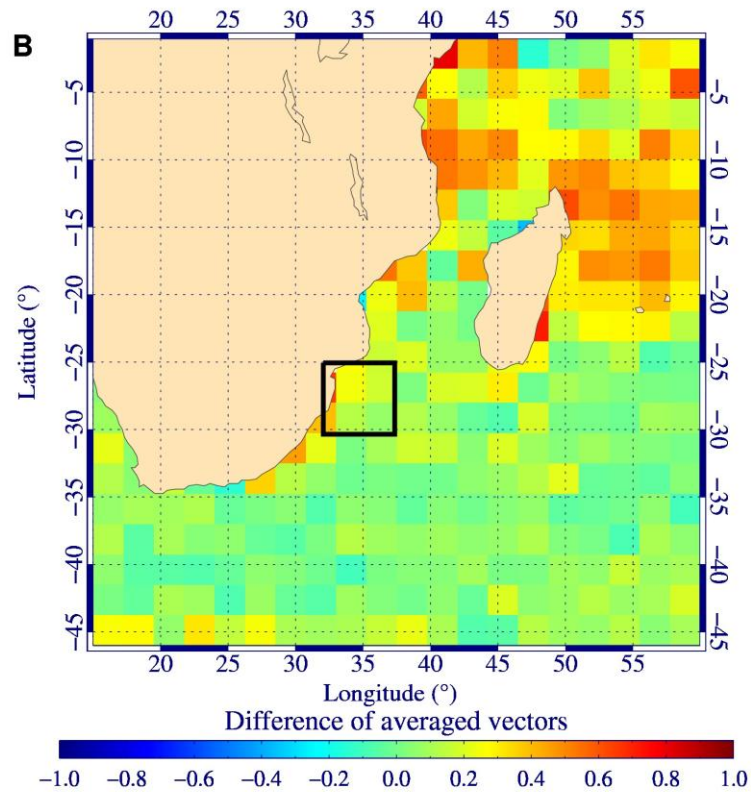 B
20 25 30 35 40 45 50 55
Latitude (°)
−5 −5
−10 −10
−15 −15
−20 −20
−25 −25
−30 −30
−35 −35
−40 −40
−45 −45
20 25 30 35 40 45 50 55
Longitude (°)
Difference of averaged vectors
−1.0 −0.8 −0.6 −0.4 −0.2 0.0 0.2 0.4 0.6 0.8 1.0